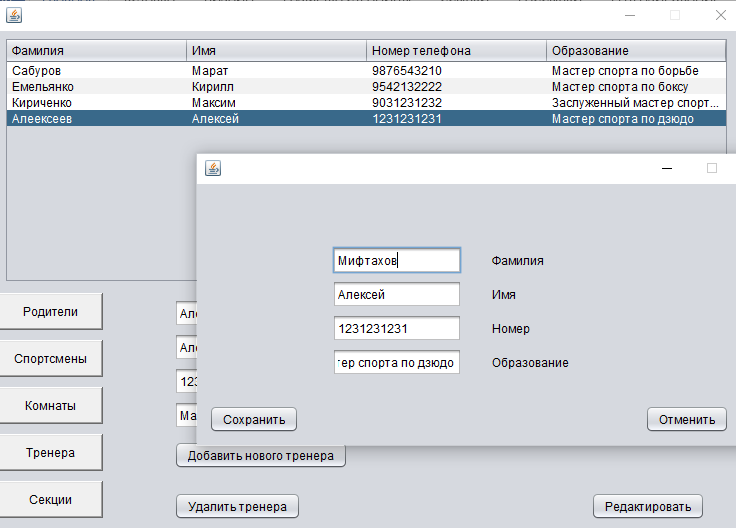 Фамилия Имя Номер телефона Образование
Сабуров Марат 9876543210 Мастер спорта по борьбе
Емельянко Кирилл 9542132222 Мастер спорта по боксу
Кириченко Максим 9031231232 Заслуженный мастер спорт...
Алеексеев Алексей 1231231231 Мастер спорта по дзюдо
Мифтахов Фамилия
Алексей Имя
1231231231 Номер
тер спорта по дзюдо Образование
Сохранить Отменить
Родители
Спортсмены
Комнаты
Тренера
Секции
Але
Але
123
Ма
Добавить нового тренера
Удалить тренера Редактировать